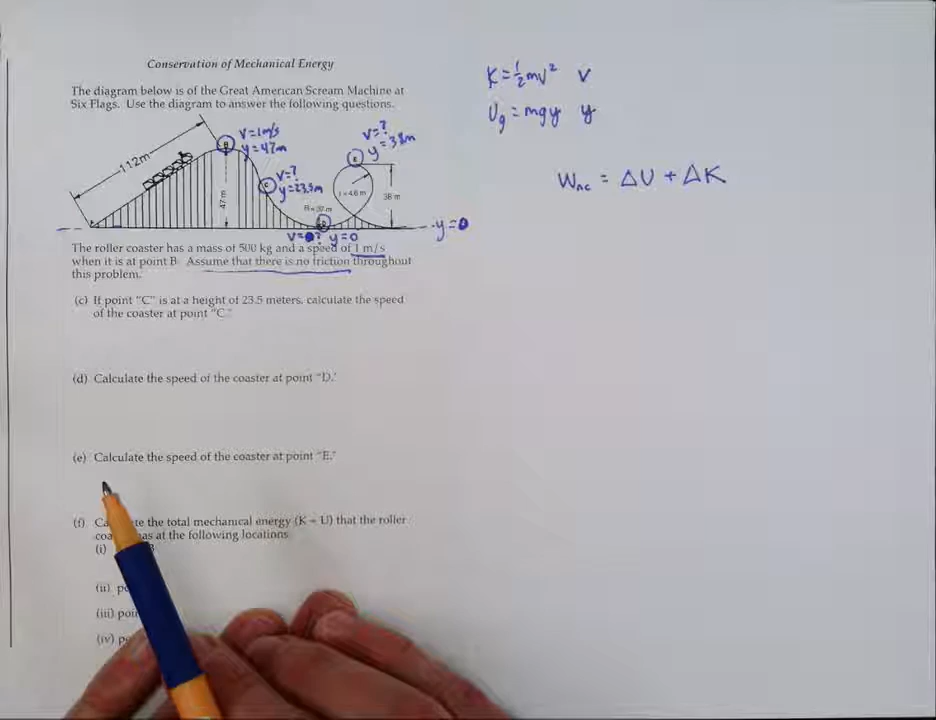 Conservation of Mechanical Energy
The diagram below is of the Great American Scream Machine at
Six Flags. Use the diagram to answer the following questions.
112m
B
V=1m/s
y=47m
47 m
C
V=?
y=23.5m
R=32 m
D
V=? y=0
r=4.6 m
E
V=?
y=38m
38 m
y=0
The roller coaster has a mass of 500 kg and a speed of 1 m/s
when it is at point B. Assume that there is no friction throughout
this problem.
(c) If point "C" is at a height of 23.5 meters, calculate the speed
of the coaster at point "C."
(d) Calculate the speed of the coaster at point "D."
(e) Calculate the speed of the coaster at point "E."
(f) the total mechanical energy (K + U) that the roller
has at the following locations
(i)
(ii)
(iii)
(iv)
K = ½mv² v
Ug = mgy y
Wnc = ΔU + ΔK